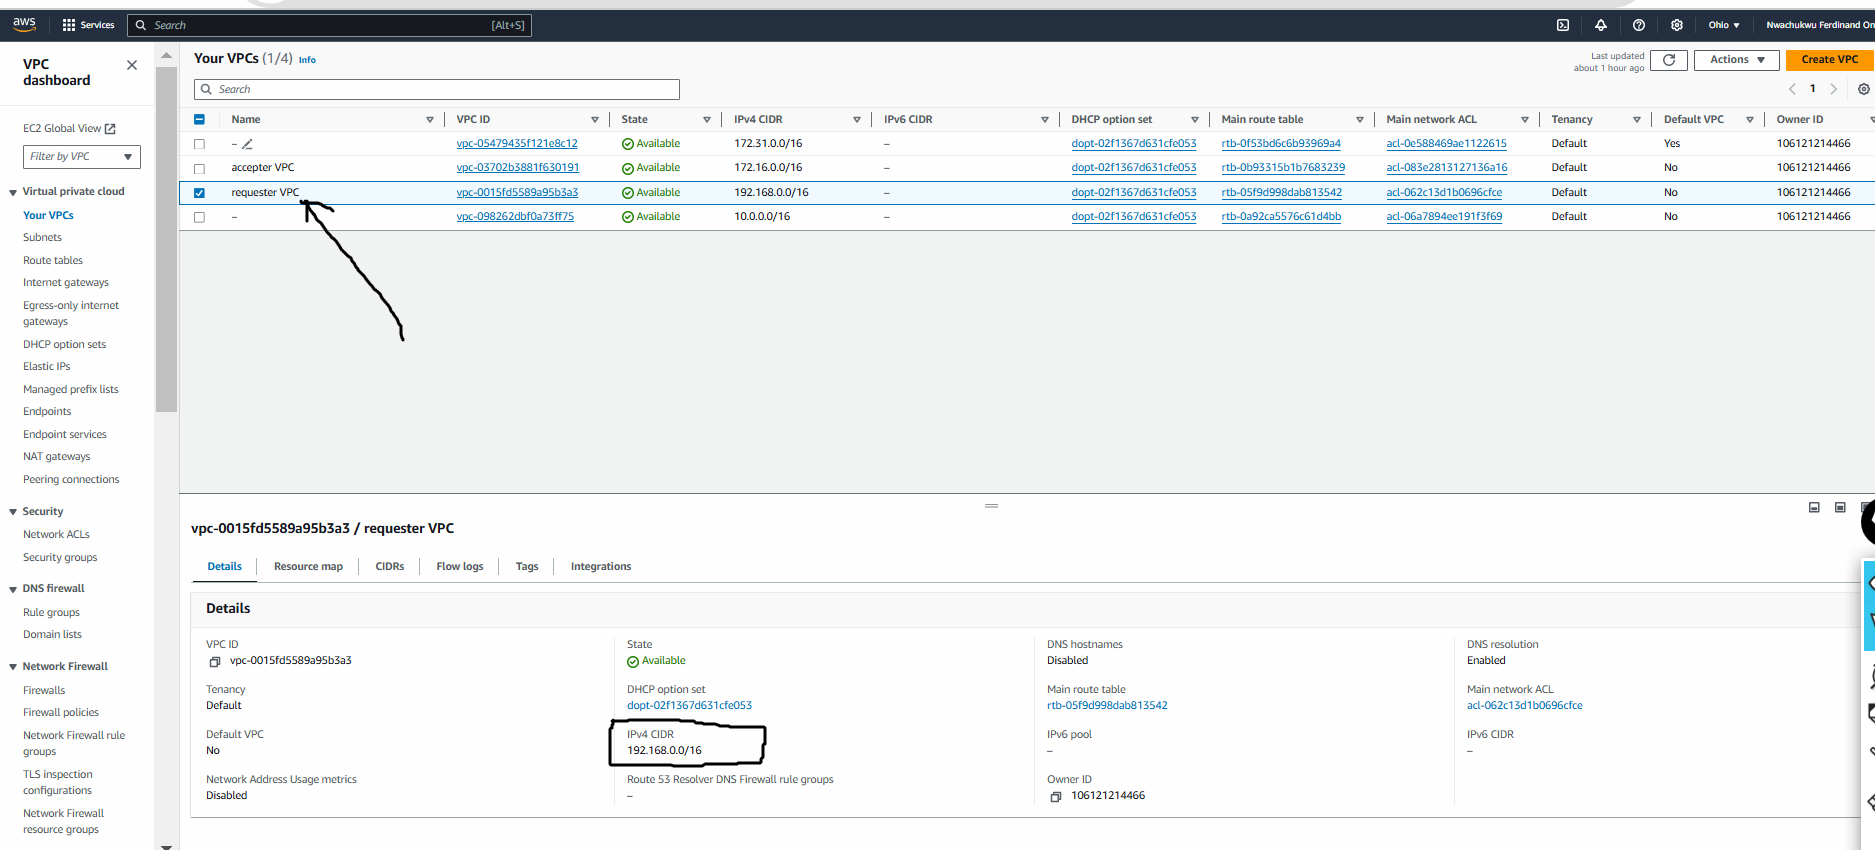 aws Services Search [Alt+S] Ohio Nwachukwu Ferdinand On
VPC dashboard
EC2 Global View
Filter by VPC
Virtual private cloud
Your VPCs
Subnets
Route tables
Internet gateways
Egress-only internet
gateways
DHCP option sets
Elastic IPs
Managed prefix lists
Endpoints
Endpoint services
NAT gateways
Peering connections
Security
Network ACLs
Security groups
DNS firewall
Rule groups
Domain lists
Network Firewall
Firewalls
Firewall policies
Network Firewall rule
groups
TLS inspection
configurations
Network Firewall
resource groups
Your VPCs (1/4) Info
Last updated
about 1 hour ago
Actions
Create VPC
Search
1
Name VPC ID State IPv4 CIDR IPv6 CIDR DHCP option set Main route table Main network ACL Tenancy Default VPC Owner ID
– vpc-05479435f121e8c12 Available 172.31.0.0/16 – dopt-02f1367d631cfe053 rtb-0f53bd6c6b93969a4 acl-0e588469ae1122615 Default Yes 106121214466
accepter VPC vpc-03702b3881f630191 Available 172.16.0.0/16 – dopt-02f1367d631cfe053 rtb-0b93315b1b7683239 acl-083e2813127136a16 Default No 106121214466
requester VPC vpc-0015fd5589a95b3a3 Available 192.168.0.0/16 – dopt-02f1367d631cfe053 rtb-05f9d998dab813542 acl-062c13d1b0696cfce Default No 106121214466
– vpc-098262dbf0a73ff75 Available 10.0.0.0/16 – dopt-02f1367d631cfe053 rtb-0a92ca5576c61d4bb acl-06a7894ee191f3f69 Default No 106121214466
vpc-0015fd5589a95b3a3 / requester VPC
Details Resource map CIDRs Flow logs Tags Integrations
Details
VPC ID
vpc-0015fd5589a95b3a3
State
Available
DNS hostnames
Disabled
DNS resolution
Enabled
Tenancy
Default
DHCP option set
dopt-02f1367d631cfe053
Main route table
rtb-05f9d998dab813542
Main network ACL
acl-062c13d1b0696cfce
Default VPC
No
IPv4 CIDR
192.168.0.0/16
IPv6 pool
–
IPv6 CIDR
–
Network Address Usage metrics
Disabled
Route 53 Resolver DNS Firewall rule groups
–
Owner ID
106121214466